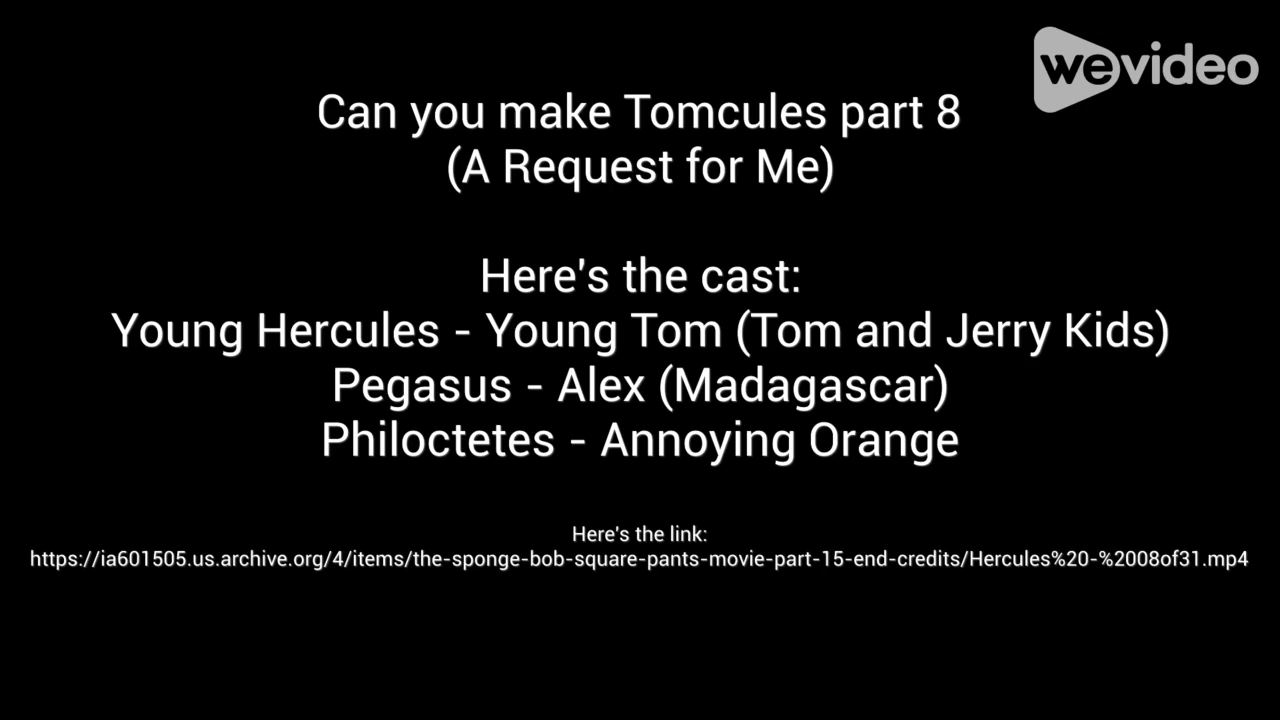 wevideo
Can you make Tomcules part 8
(A Request for Me)
Here's the cast:
Young Hercules - Young Tom (Tom and Jerry Kids)
Pegasus - Alex (Madagascar)
Philoctetes - Annoying Orange
Here's the link:
https://ia601505.us.archive.org/4/items/the-sponge-bob-square-pants-movie-part-15-end-credits/Hercules%20-%2008of31.mp4